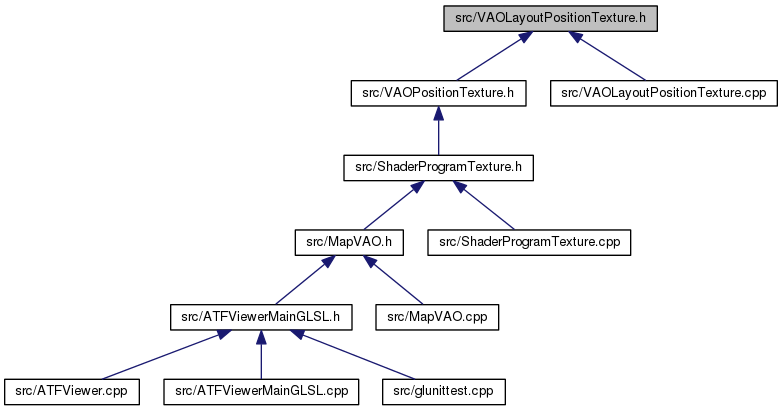 src/VAOLayoutPositionTexture.h
src/VAOPositionTexture.h
src/VAOLayoutPositionTexture.cpp
src/ShaderProgramTexture.h
src/MapVAO.h
src/ShaderProgramTexture.cpp
src/ATFViewerMainGLSL.h
src/MapVAO.cpp
src/ATFViewer.cpp
src/ATFViewerMainGLSL.cpp
src/glunittest.cpp